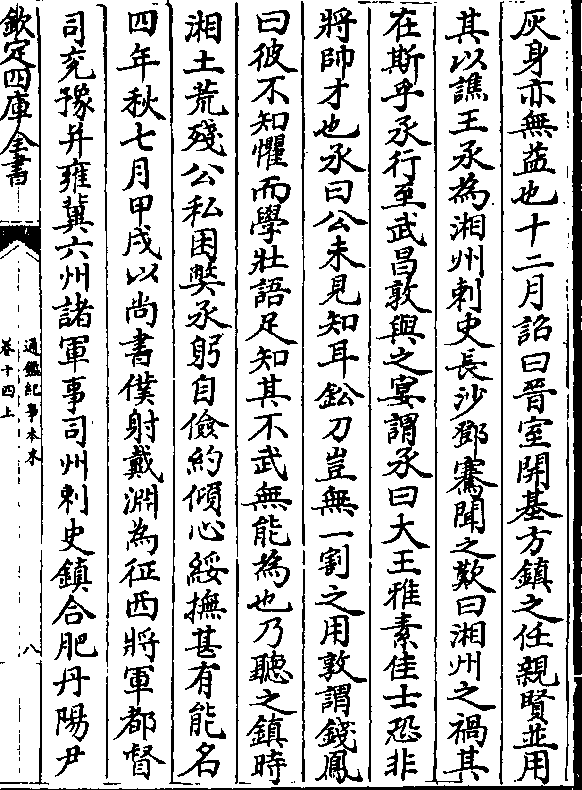 灰身亦無益也十二月詔曰晉室開基方鎮之任親賢並用
其以譙王承為湘州刺史長沙鄧騫聞之歎曰湘州之禍其
在斯乎承行至武昌敦與之宴謂承曰大王雅素佳士恐非
將帥才也承曰公未見知耳鈆刀豈無一割之用敦謂錢鳳
曰彼不知懼而學壯語足知其不武無能為也乃聽之鎮時
湘土荒殘公私困弊承躬自儉約傾心綏撫甚有能名
四年秋七月甲戌以尚書僕射戴淵為征西將軍都督
司兖豫并雍冀六州諸軍事司州刺史鎮合肥丹陽尹
欽定四庫全書
通鑑紀事本末
卷十四上
八